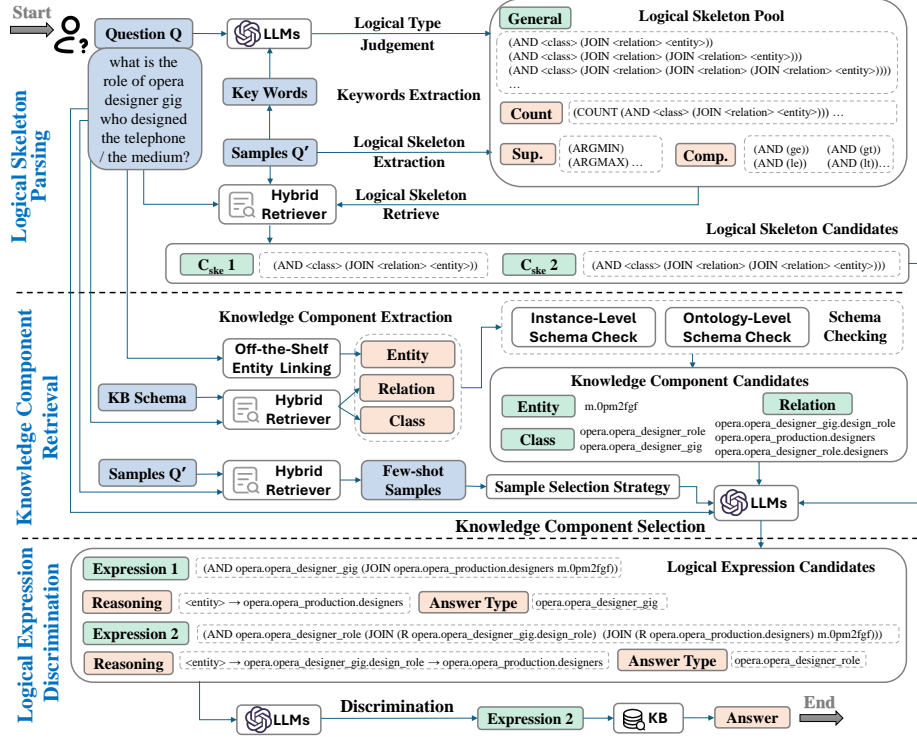 Start
Question Q
what is the
role of opera
designer gig
who designed
the telephone
/ the medium?
?
LLMs
Logical Type
Judgement
Key Words
Keywords Extraction
Samples Q′
Logical Skeleton
Extraction
Hybrid
Retriever
Logical Skeleton
Retrieve
General
Logical Skeleton Pool
(AND <class> (JOIN <relation> <entity>))
(AND <class> (JOIN <relation> (JOIN <relation> <entity>)))
(AND <class> (JOIN <relation> (JOIN <relation> (JOIN <relation> <entity>))))
…
Count
(COUNT (AND <class> (JOIN <relation> <entity>))) …
Sup.
(ARGMIN)
(ARGMAX) …
Comp.
(AND (ge)) (AND (gt))
(AND (le)) (AND (lt))…
Logical Skeleton Candidates
Cske 1
(AND <class> (JOIN <relation> <entity>))
Cske 2
(AND <class> (JOIN <relation> (JOIN <relation> <entity>)))
Logical Skeleton
Parsing
Knowledge Component Extraction
Off-the-Shelf
Entity Linking
Entity
Relation
Class
KB Schema
Hybrid
Retriever
Instance-Level
Schema Check
Ontology-Level
Schema Check
Schema
Checking
Knowledge Component Candidates
Entity
m.0pm2fgf
Class
opera.opera_designer_role
opera.opera_designer_gig
Relation
opera.opera_designer_gig.design_role
opera.opera_production.designers
opera.opera_designer_role.designers
Samples Q′
Hybrid
Retriever
Few-shot
Samples
Sample Selection Strategy
LLMs
Knowledge Component Selection
Knowledge Component
Retrieval
Logical Expression Candidates
Expression 1
(AND opera.opera_designer_gig (JOIN opera.opera_production.designers m.0pm2fgf))
Reasoning
<entity> → opera.opera_production.designers
Answer Type
opera.opera_designer_gig
Expression 2
(AND opera.opera_designer_role (JOIN (R opera.opera_designer_gig.design_role) (JOIN (R opera.opera_production.designers) m.0pm2fgf)))
Reasoning
<entity> → opera.opera_designer_gig.design_role → opera.opera_production.designers
Answer Type
opera.opera_designer_role
LLMs
Discrimination
Expression 2
KB
Answer
End
Logical Expression
Discrimination